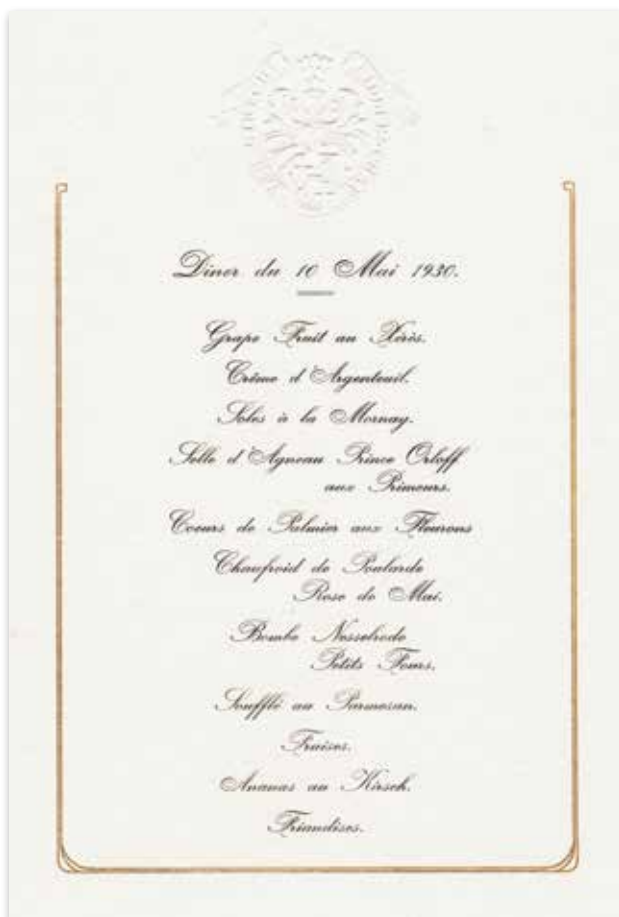 Dîner du 10 Mai 1930.
Grape Fruit au Xérès.
Crème d'Argenteuil.
Soles à la Mornay.
Selle d'Agneau Prince Orloff
aux Primeurs.
Coeurs de Palmier aux Fleurons
Chaufroid de Poularde
Rose de Mai.
Bombe Nesselrode
Petits Fours.
Soufflé au Parmesan.
Fraises.
Ananas au Kirsch.
Friandises.